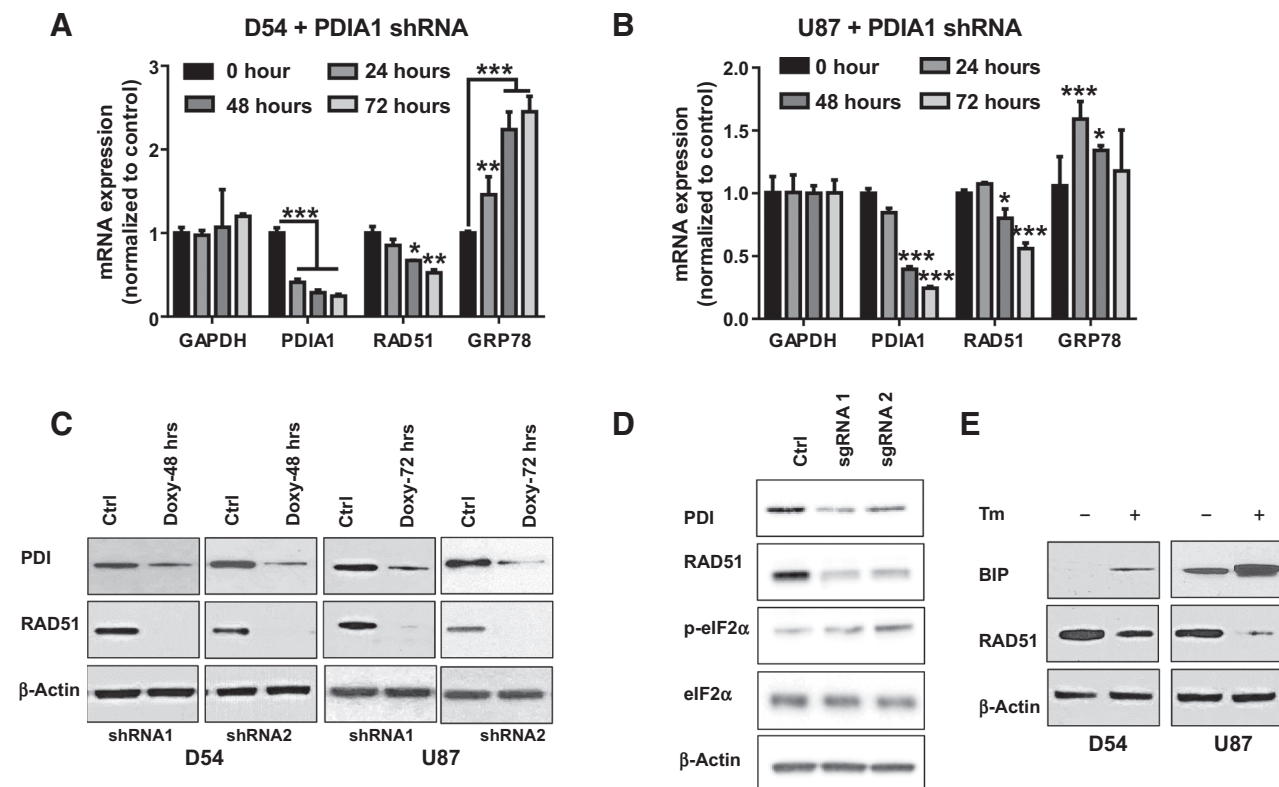 A
D54 + PDIA1 shRNA
mRNA expression
(normalized to control)
3
2
1
0
0 hour
24 hours
48 hours
72 hours
***
***
*
**
**
GAPDH
PDIA1
RAD51
GRP78
B
U87 + PDIA1 shRNA
mRNA expression
(normalized to control)
2.0
1.5
1.0
0.5
0.0
0 hour
24 hours
48 hours
72 hours
***
***
*
***
***
*
GAPDH
PDIA1
RAD51
GRP78
C
Ctrl
Doxy-48 hrs
Ctrl
Doxy-48 hrs
Ctrl
Doxy-72 hrs
Ctrl
Doxy-72 hrs
PDI
RAD51
β-Actin
shRNA1
shRNA2
shRNA1
shRNA2
D54
U87
D
Ctrl
sgRNA 1
sgRNA 2
PDI
RAD51
p-eIF2α
eIF2α
β-Actin
E
Tm
–
+
–
+
BIP
RAD51
β-Actin
D54
U87